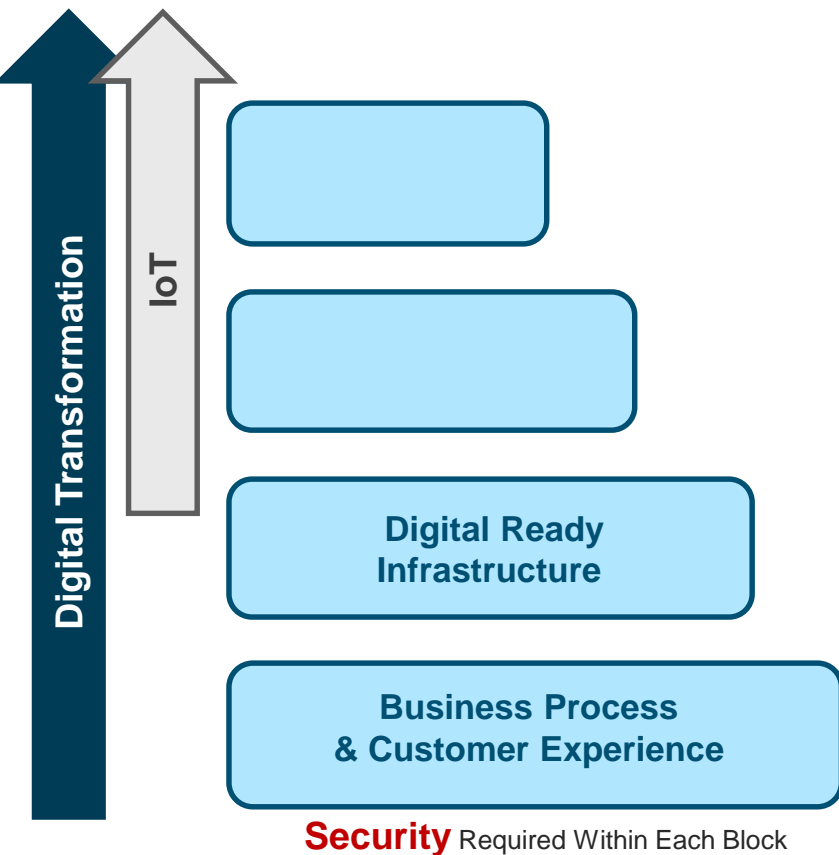 Digital Transformation
IoT
Digital Ready
Infrastructure
Business Process
& Customer Experience
Security Required Within Each Block